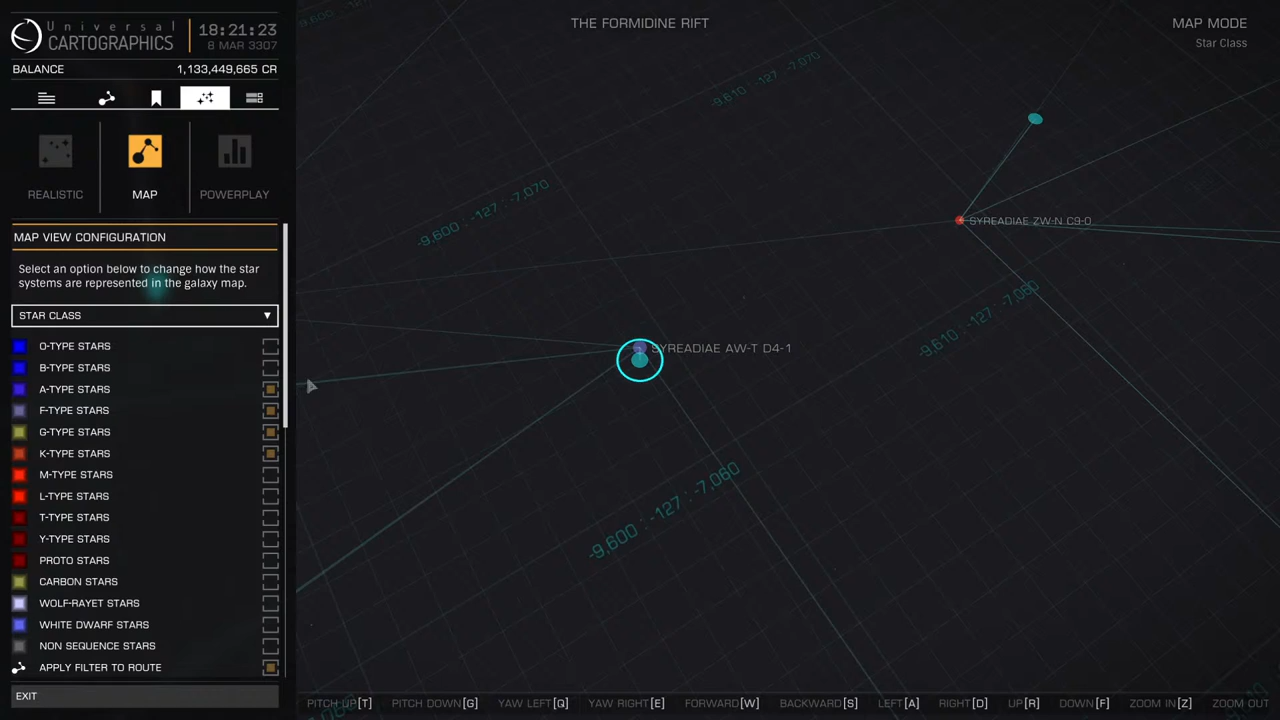 Universal
CARTOGRAPHICS
18:21:23
8 MAR 3307
BALANCE 1,133,449,665 CR
REALISTIC MAP POWERPLAY
MAP VIEW CONFIGURATION
Select an option below to change how the star
systems are represented in the galaxy map.
STAR CLASS
O-TYPE STARS
B-TYPE STARS
A-TYPE STARS
F-TYPE STARS
G-TYPE STARS
K-TYPE STARS
M-TYPE STARS
L-TYPE STARS
T-TYPE STARS
Y-TYPE STARS
PROTO STARS
CARBON STARS
WOLF-RAYET STARS
WHITE DWARF STARS
NON SEQUENCE STARS
APPLY FILTER TO ROUTE
EXIT
THE FORMIDINE RIFT
MAP MODE
Star Class
-9,610 : -127 : -7,070
-9,600 : -127 : -7,070
SYREADIAE ZW-N C9-0
-9,610 : -127 : -7,060
SYREADIAE AW-T D4-1
-9,600 : -127 : -7,060
PITCH UP[T] PITCH DOWN[G] YAW LEFT[Q] YAW RIGHT[E] FORWARD[W] BACKWARD[S] LEFT[A] RIGHT[D] UP[R] DOWN[F] ZOOM IN[Z] ZOOM OUT